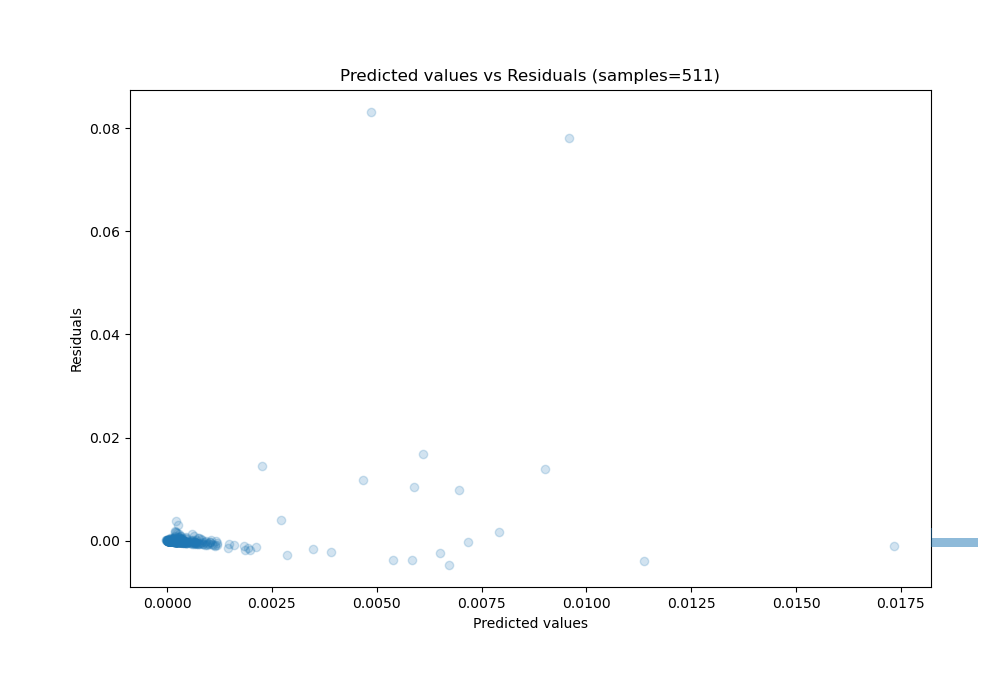 Predicted values vs Residuals (samples=511)
0.08
0.06
0.04
0.02
0.00
Residuals
0.0000 0.0025 0.0050 0.0075 0.0100 0.0125 0.0150 0.0175
Predicted values